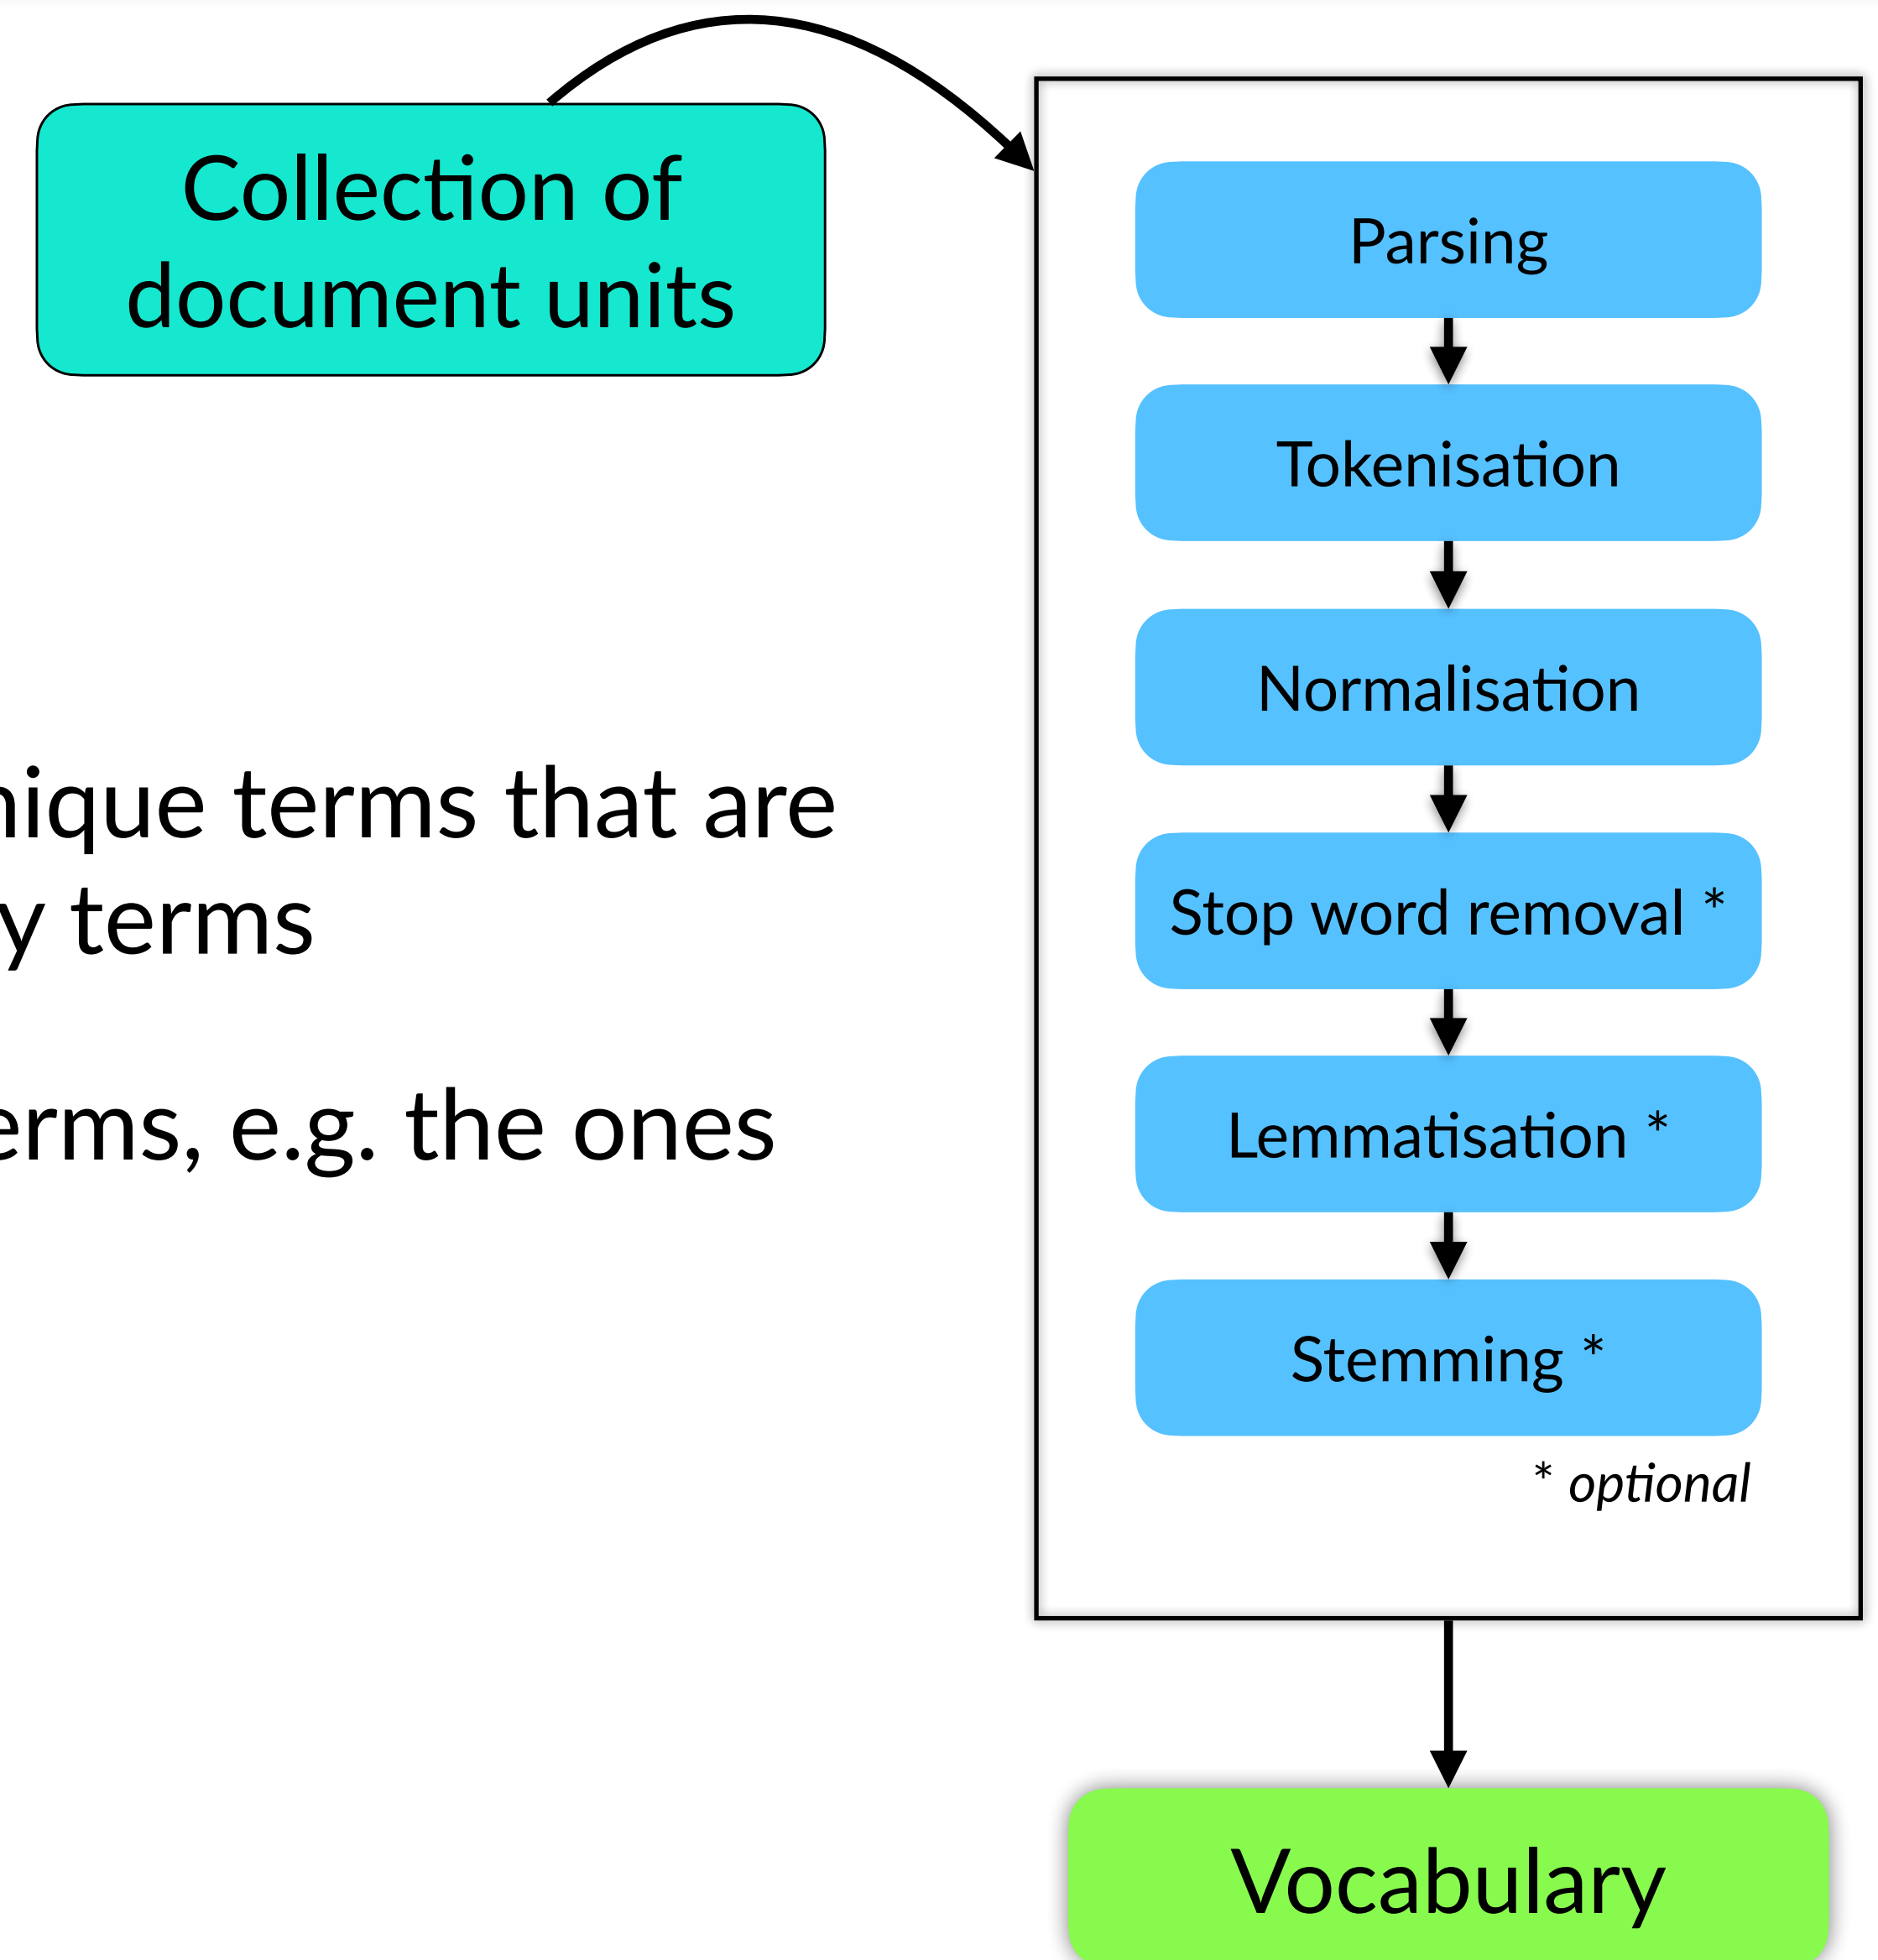 Collection of
document units
nique terms that are
y terms
erms, e.g. the ones
Parsing
Tokenisation
Normalisation
Stop word removal *
Lemmatisation *
Stemming *
* optional
Vocabulary